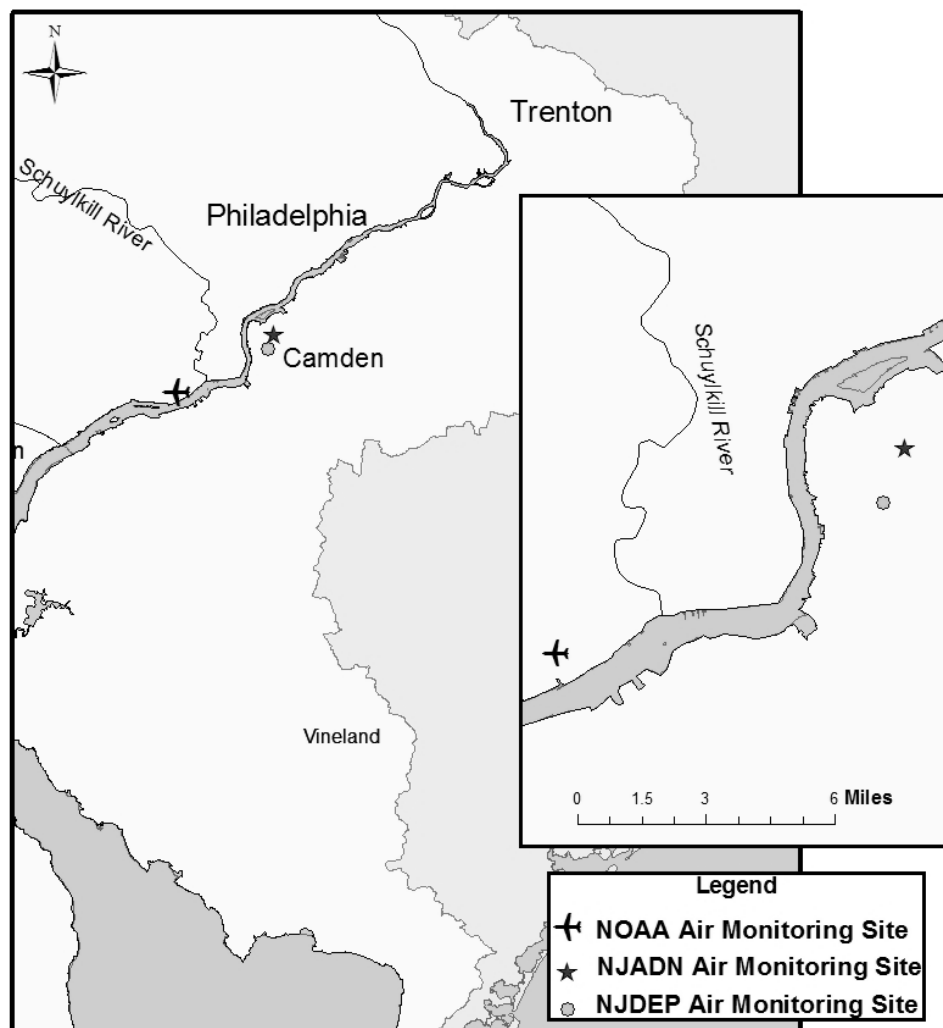 N
Trenton
Schuylkill River
Philadelphia
Camden
n
Vineland
Schuylkill River
0 1.5 3 6 Miles
Legend
NOAA Air Monitoring Site
NJADN Air Monitoring Site
NJDEP Air Monitoring Site